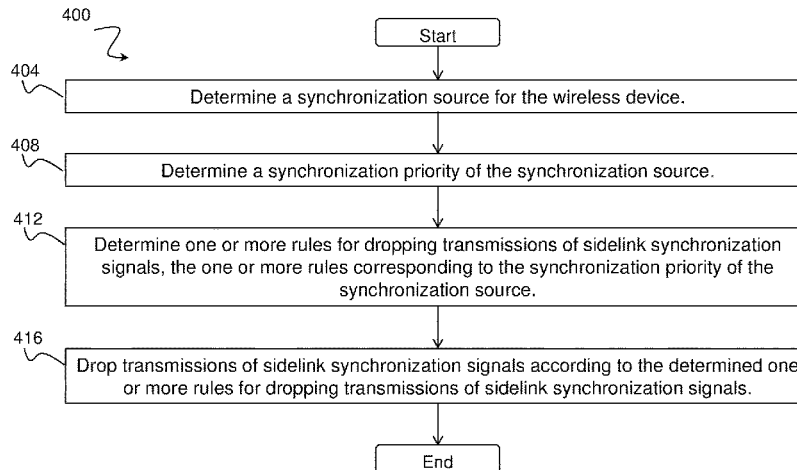 400
Start
404
Determine a synchronization source for the wireless device.
408
Determine a synchronization priority of the synchronization source.
412
Determine one or more rules for dropping transmissions of sidelink synchronization
signals, the one or more rules corresponding to the synchronization priority of the
synchronization source.
416
Drop transmissions of sidelink synchronization signals according to the determined one
or more rules for dropping transmissions of sidelink synchronization signals.
End